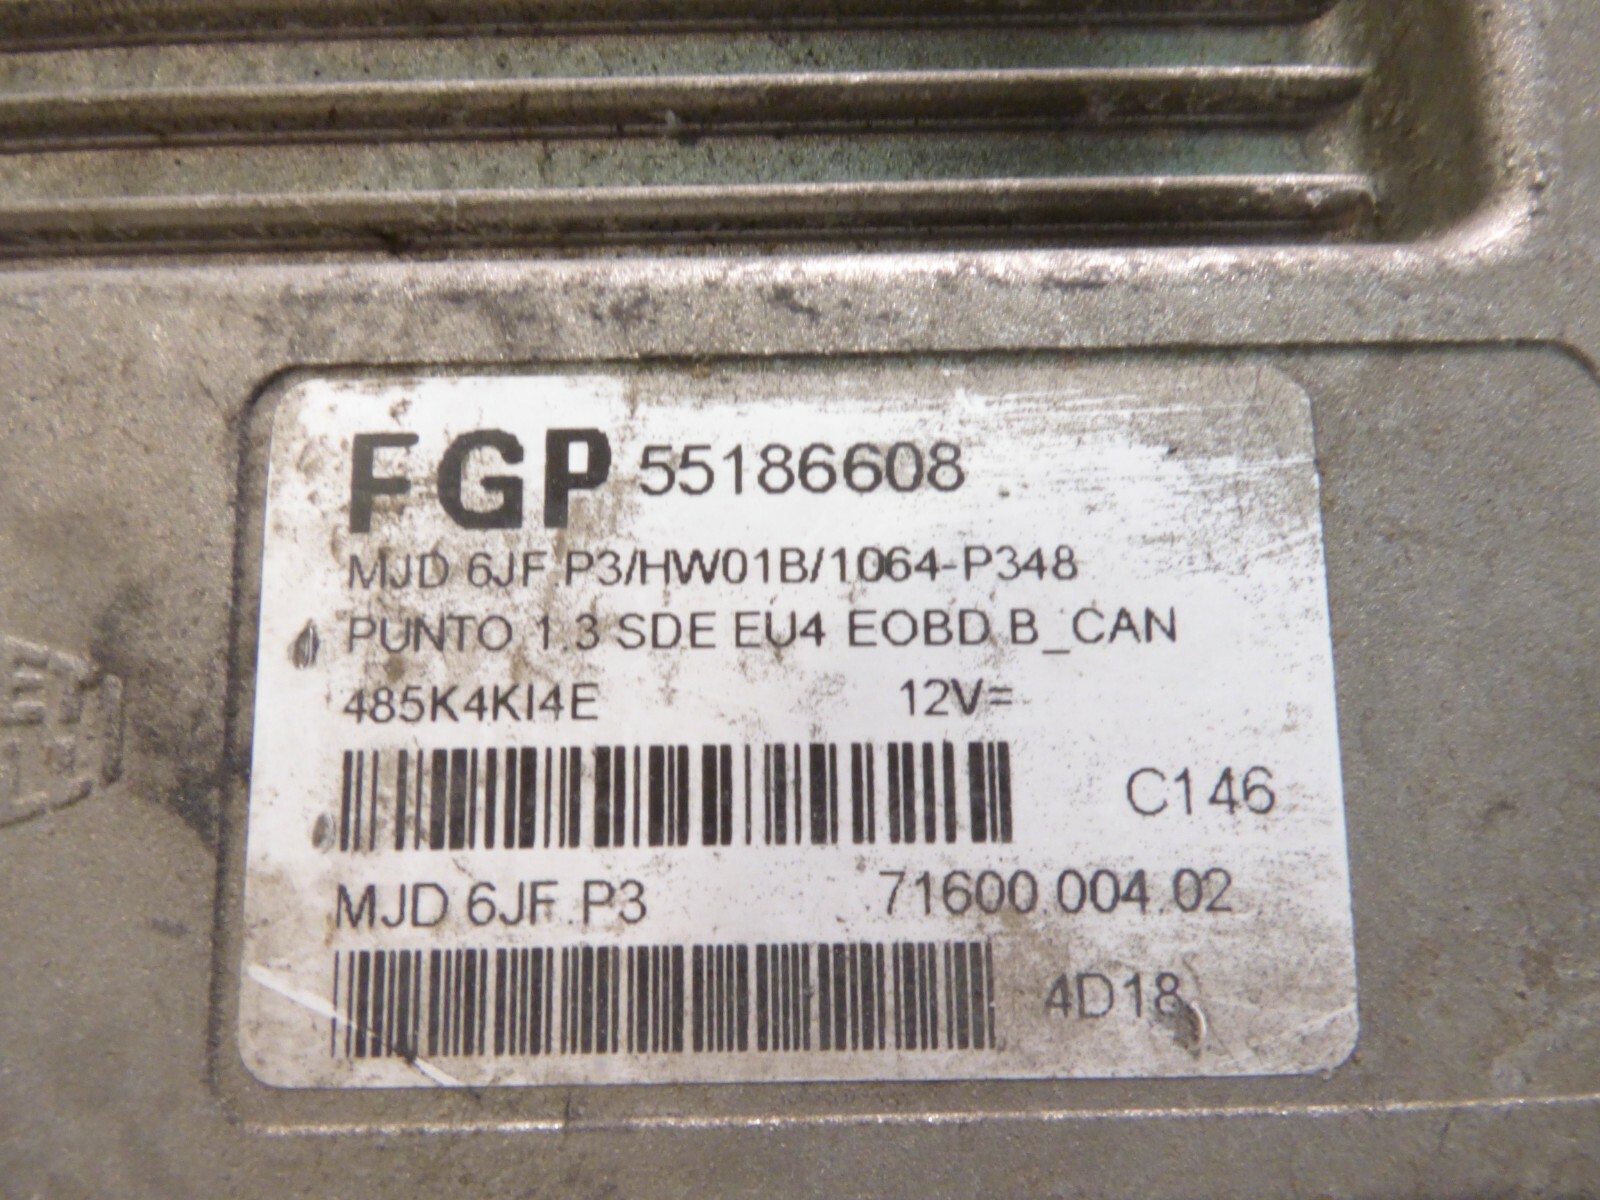 FGP 55186608
MJD 6JF.P3/HW01B/1064-P348
PUNTO 1.3 SDE EU4 EOBD B_CAN
485K4KI4E 12V=
C146
MJD 6JF.P3 71600.004.02
4D18